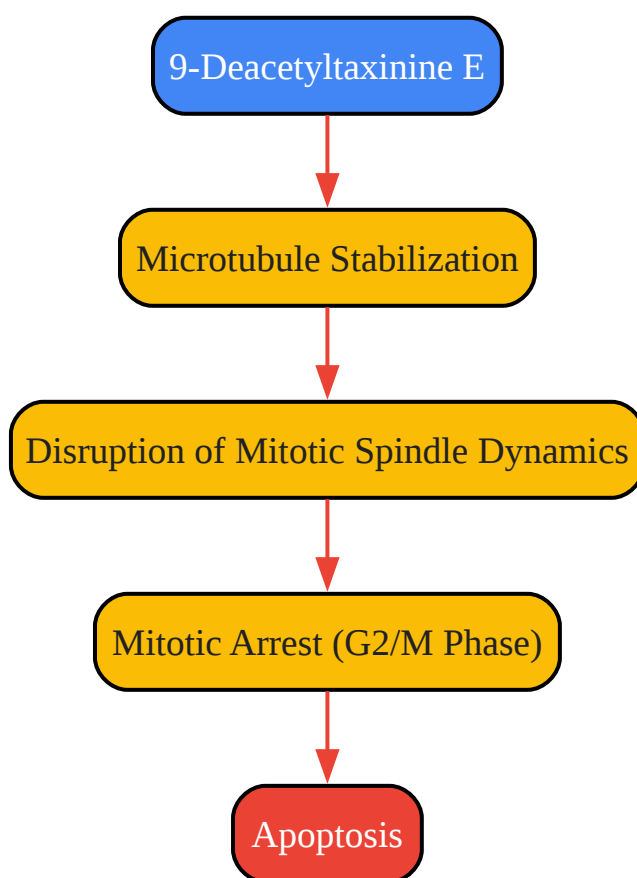 9-Deacetyltaxinine E
Microtubule Stabilization
Disruption of Mitotic Spindle Dynamics
Mitotic Arrest (G2/M Phase)
Apoptosis